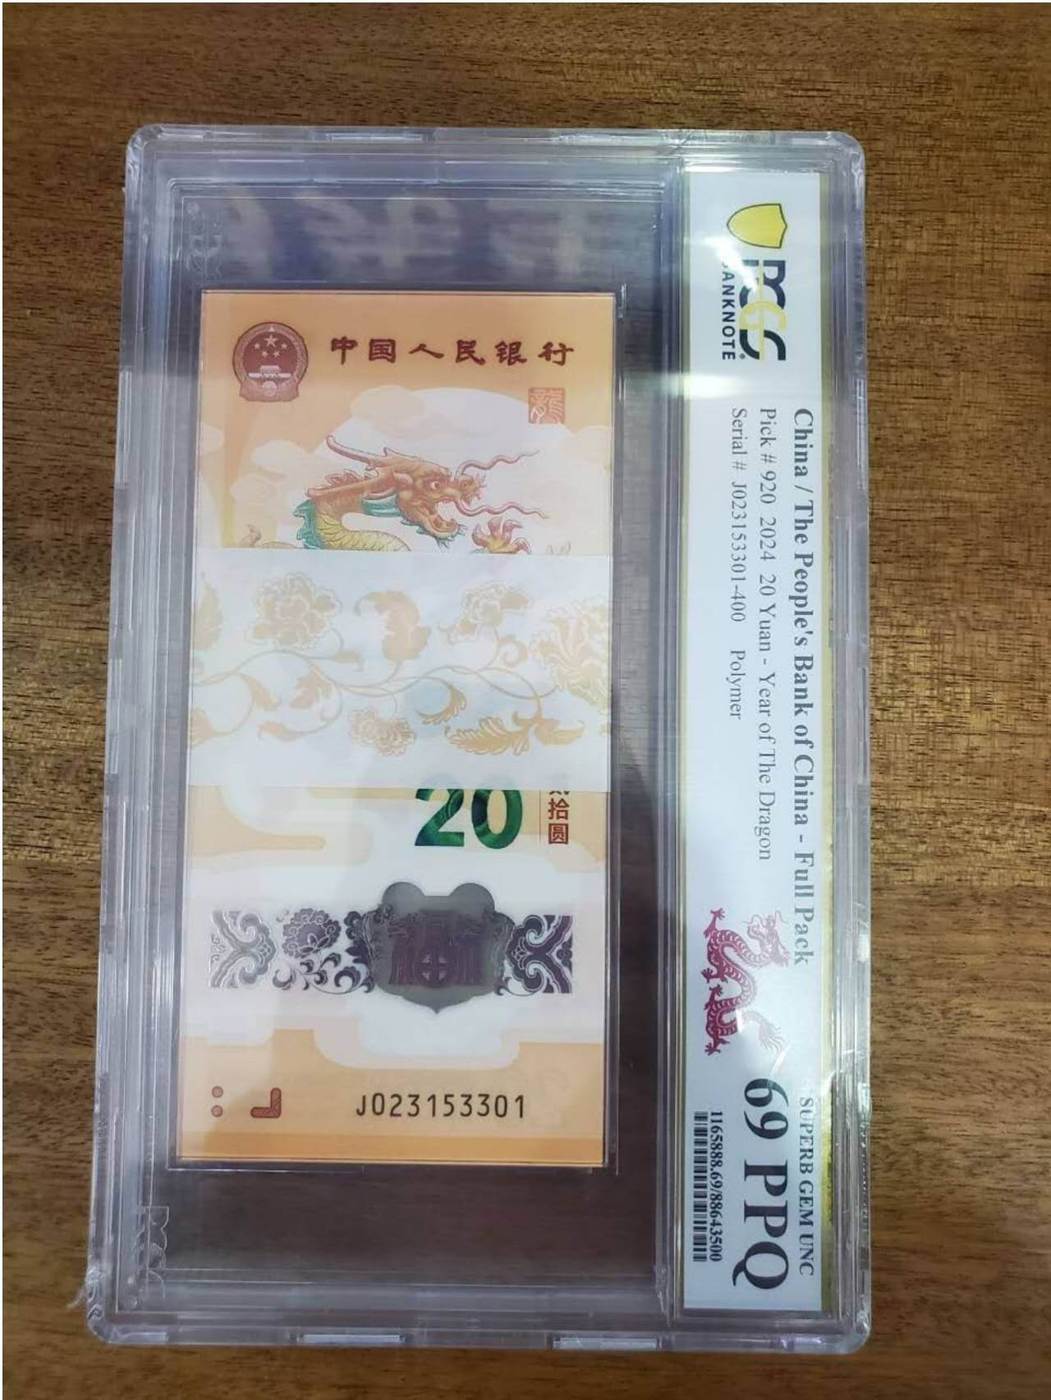 中国人民银行
20
拾圆
J023153301
PCGS
BANKNOTE
China / The People's Bank of China - Full Pack
Pick # 920 2024 20 Yuan - Year of The Dragon
Serial # J023153301-400 Polymer
SUPERB GEM UNC
69 PPQ
1165888.69/88643500